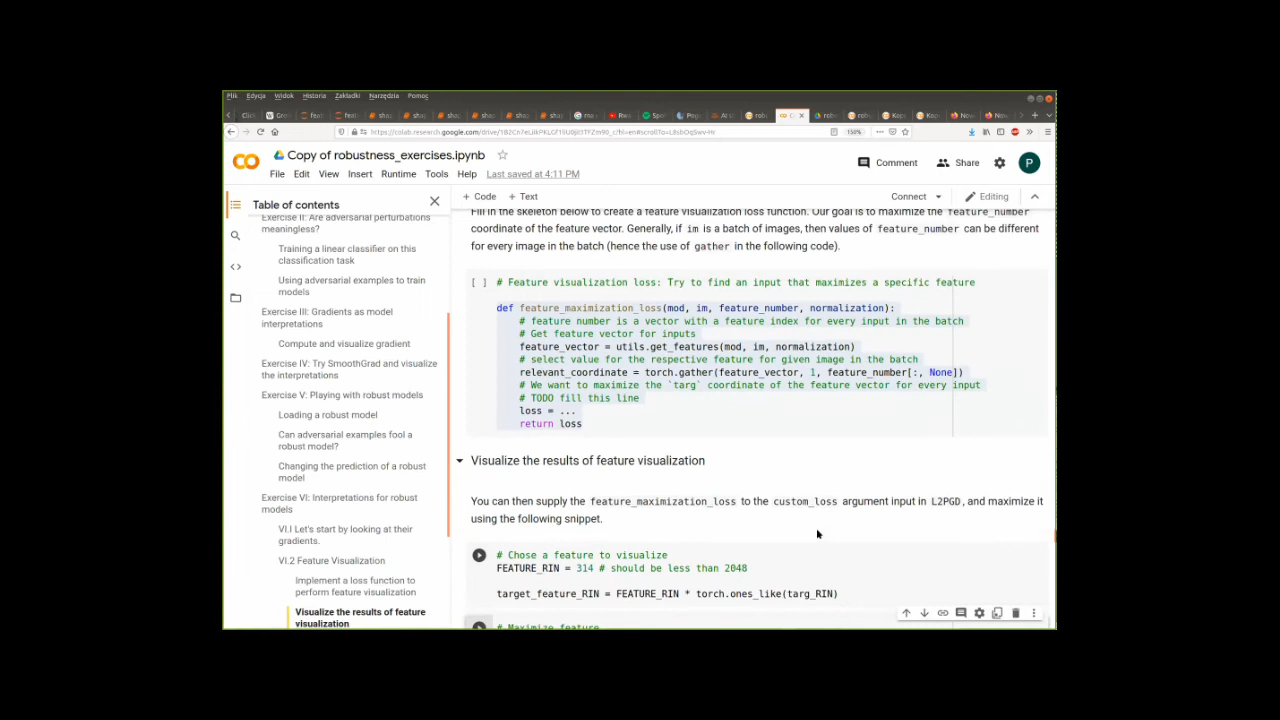 Plik Edycja Widok Historia Zakładki Narzędzia Pomoc
150%
Copy of robustness_exercises.ipynb
Comment Share P
File Edit View Insert Runtime Tools Help Last saved at 4:11 PM
Table of contents
+ Code + Text
Connect Editing
Exercise II: Are adversarial perturbations
meaningless?
Training a linear classifier on this
classification task
Using adversarial examples to train
models
Exercise III: Gradients as model
interpretations
Compute and visualize gradient
Exercise IV: Try SmoothGrad and visualize
the interpretations
Exercise V: Playing with robust models
Loading a robust model
Can adversarial examples fool a
robust model?
Changing the prediction of a robust
model
Exercise VI: Interpretations for robust
models
VI.I Let's start by looking at their
gradients.
VI.2 Feature Visualization
Implement a loss function to
perform feature visualization
Visualize the results of feature
visualization
Fill in the skeleton below to create a feature visualization loss function. Our goal is to maximize the feature_number
coordinate of the feature vector. Generally, if im is a batch of images, then values of feature_number can be different
for every image in the batch (hence the use of gather in the following code).
[ ] # Feature visualization loss: Try to find an input that maximizes a specific feature
def feature_maximization_loss(mod, im, feature_number, normalization):
# feature number is a vector with a feature index for every input in the batch
# Get feature vector for inputs
feature_vector = utils.get_features(mod, im, normalization)
# select value for the respective feature for given image in the batch
relevant_coordinate = torch.gather(feature_vector, 1, feature_number[:, None])
# We want to maximize the `targ` coordinate of the feature vector for every input
# TODO fill this line
loss = ...
return loss
Visualize the results of feature visualization
You can then supply the feature_maximization_loss to the custom_loss argument input in L2PGD, and maximize it
using the following snippet.
# Chose a feature to visualize
FEATURE_RIN = 314 # should be less than 2048
target_feature_RIN = FEATURE_RIN * torch.ones_like(targ_RIN)
# Maximize feature